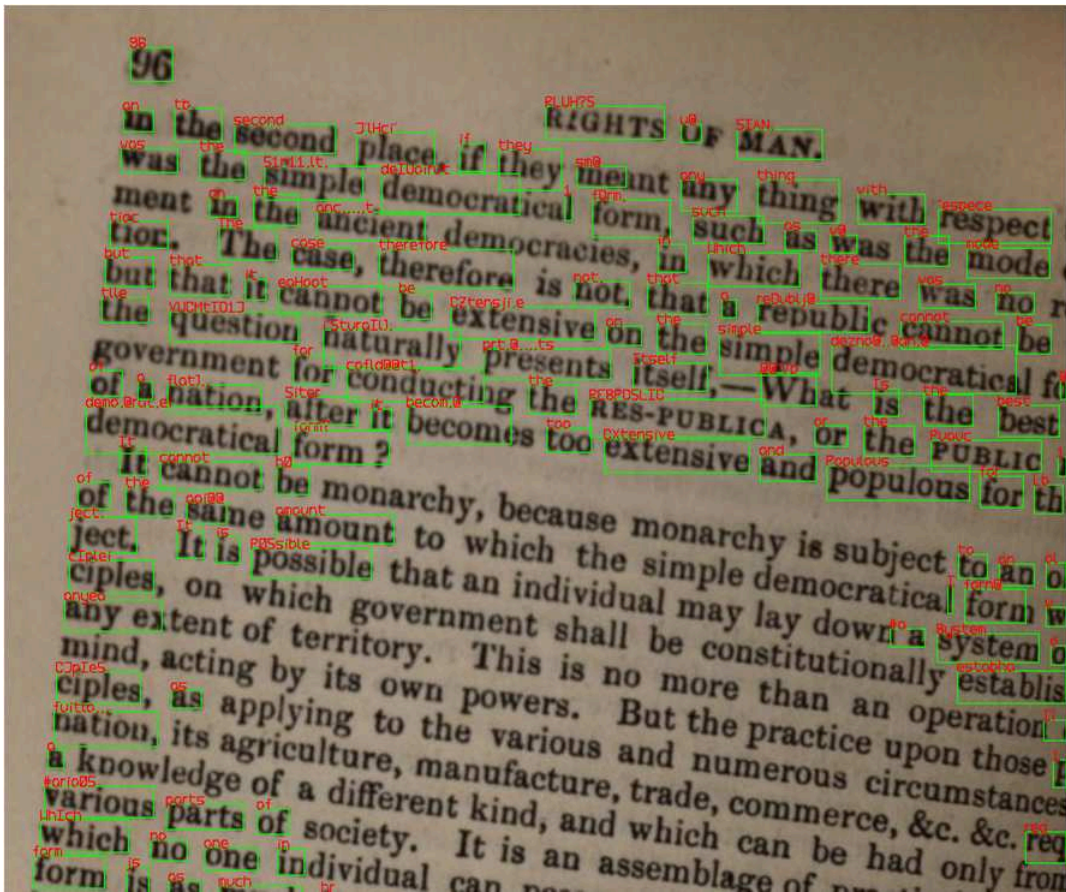 96
RIGHTS OF MAN.
in the second place, if they meant any thing with respect
was the simple democratical form, such as was the mode
ment in the ancient democracies, in which there was no
tion. The case, therefore is not, that a republic cannot be
but that it cannot be extensive on the simple democratical
the question naturally presents itself,—What is the best
government for conducting the RES-PUBLICA, or the PUBLIC
of a nation, after it becomes too extensive and populous for th
democratical form?
It cannot be monarchy, because monarchy is subject to an
of the same amount to which the simple democratical form w
ject. It is possible that an individual may lay down a system
ciples, on which government shall be constitutionally establis
any extent of territory. This is no more than an operation
mind, acting by its own powers. But the practice upon those
ciples, as applying to the various and numerous circumstances
nation, its agriculture, manufacture, trade, commerce, &c. &c. req
a knowledge of a different kind, and which can be had only from
various parts of society. It is an assemblage of
which no one individual can
form is as much